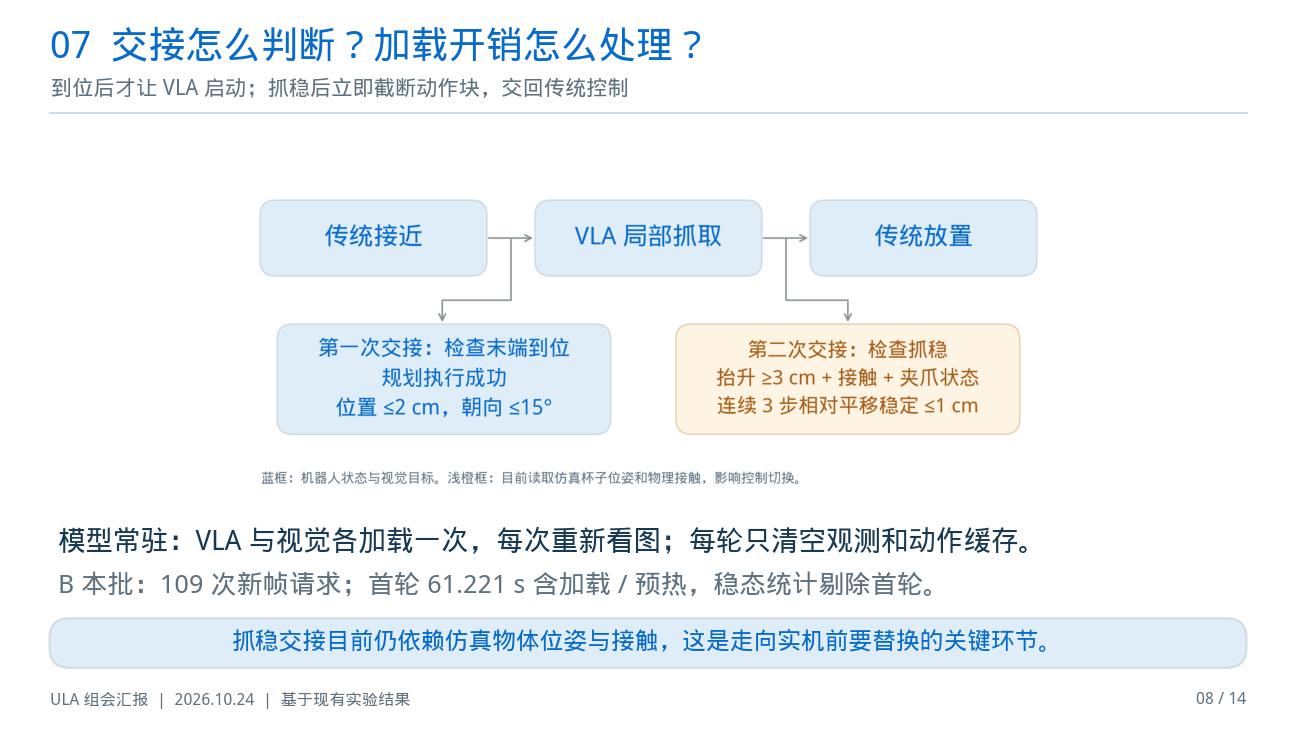 07 交接怎么判断？加载开销怎么处理？
到位后才让 VLA 启动；抓稳后立即截断动作块，交回传统控制
传统接近
VLA 局部抓取
传统放置
第一次交接：检查末端到位
规划执行成功
位置 ≤2 cm，朝向 ≤15°
第二次交接：检查抓稳
抬升 ≥3 cm + 接触 + 夹爪状态
连续 3 步相对平移稳定 ≤1 cm
蓝框：机器人状态与视觉目标。浅橙框：目前读取仿真杯子位姿和物理接触，影响控制切换。
模型常驻：VLA 与视觉各加载一次，每次重新看图；每轮只清空观测和动作缓存。
B 本批：109 次新帧请求；首轮 61.221 s 含加载 / 预热，稳态统计剔除首轮。
抓稳交接目前仍依赖仿真物体位姿与接触，这是走向实机前要替换的关键环节。
ULA 组会汇报 | 2026.10.24 | 基于现有实验结果
08 / 14